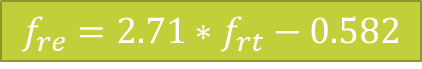 f_re = 2.71 * f_rt − 0.582